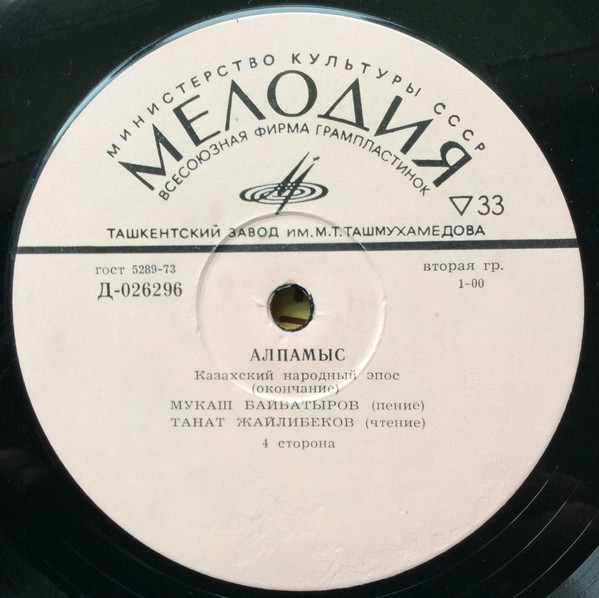 МИНИСТЕРСТВО КУЛЬТУРЫ СССР
МЕЛОДИЯ
ВСЕСОЮЗНАЯ ФИРМА ГРАМПЛАСТИНОК
▽33
ТАШКЕНТСКИЙ ЗАВОД ИМ. М.Т. ТАШМУХАМЕДОВА
гост 5289-73
вторая гр.
Д-026296
1-00
АЛПАМЫС
Казахский народный эпос
(окончание)
МУКАШ БАЙБАТЫРОВ (пение)
ТАНАТ ЖАЙЛИБЕКОВ (чтение)
4 сторона